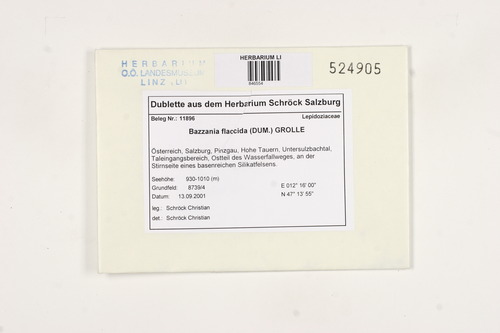 HERBARIUM LI
HERBARIUM
O.Ö. LANDESMUSEUM
LINZ
524905
Dublette aus dem Herbarium Schröck Salzburg
Beleg Nr.: 11896 Lepidoziaceae
Bazzania flaccida (DUM.) GROLLE
Österreich, Salzburg, Pinzgau, Hohe Tauern, Untersulzbachtal,
Taleingangsbereich, Ostteil des Wasserfallweges, an der
Stirnseite eines basenreichen Silikatfelsens.
Seehöhe: 930-1010 (m) E 012° 16' 00"
Grundfeld: 8739/4 N 47° 13' 55"
Datum: 13.09.2001
leg.: Schröck Christian
det.: Schröck Christian